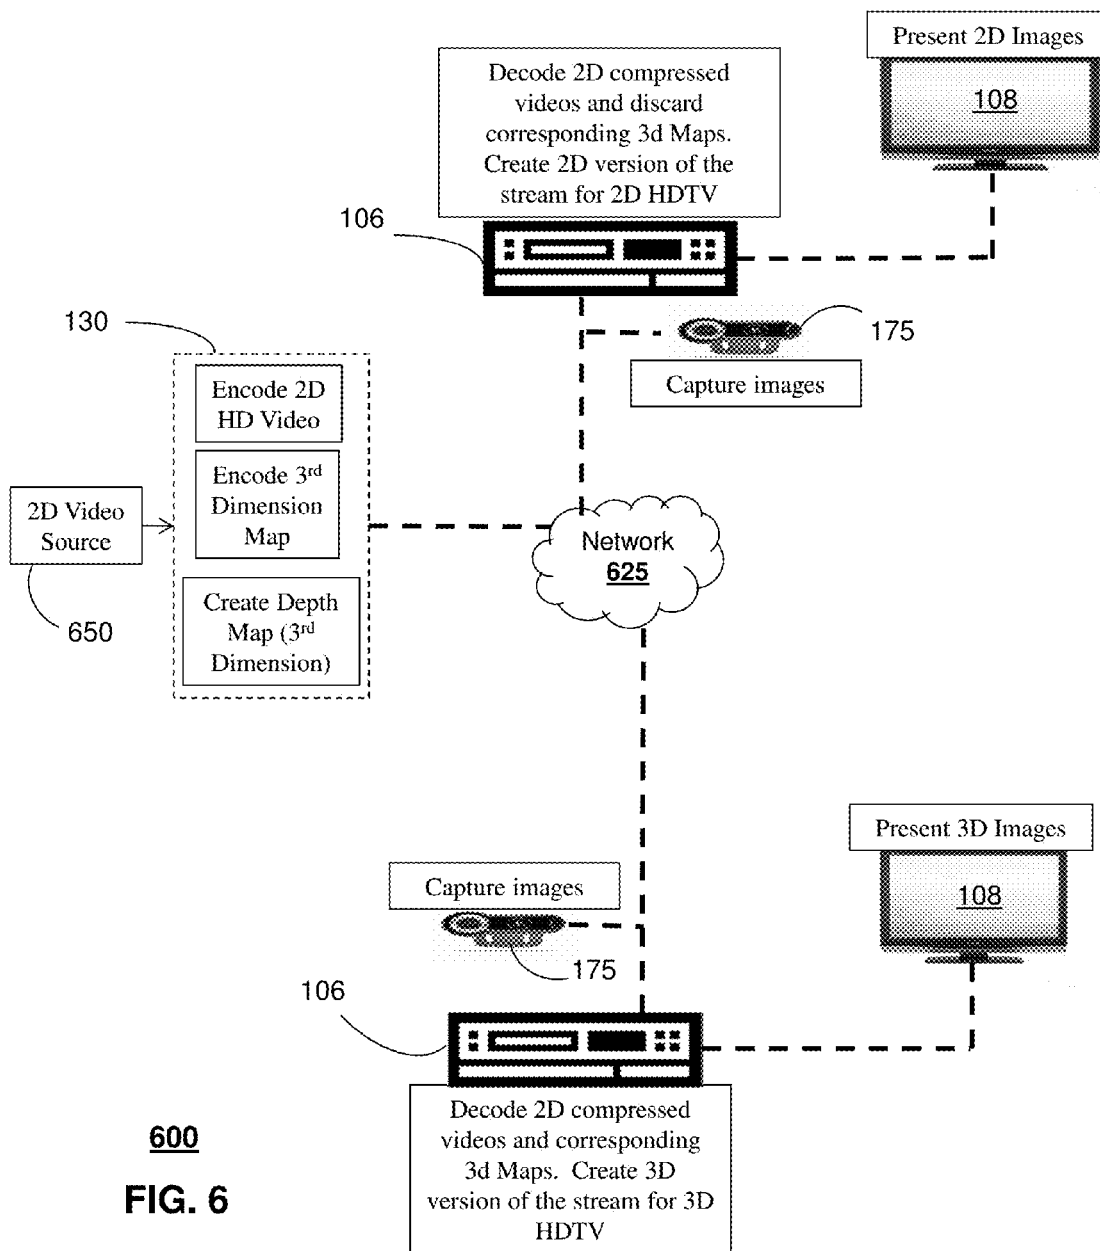 Present 2D Images
108
Decode 2D compressed
videos and discard
corresponding 3d Maps.
Create 2D version of the
stream for 2D HDTV
106
175
Capture images
130
Encode 2D
HD Video
Encode 3rd
Dimension
Map
Create Depth
Map (3rd
Dimension)
2D Video
Source
650
Network
625
Present 3D Images
108
Capture images
175
106
Decode 2D compressed
videos and corresponding
3d Maps. Create 3D
version of the stream for 3D
HDTV
600
FIG. 6